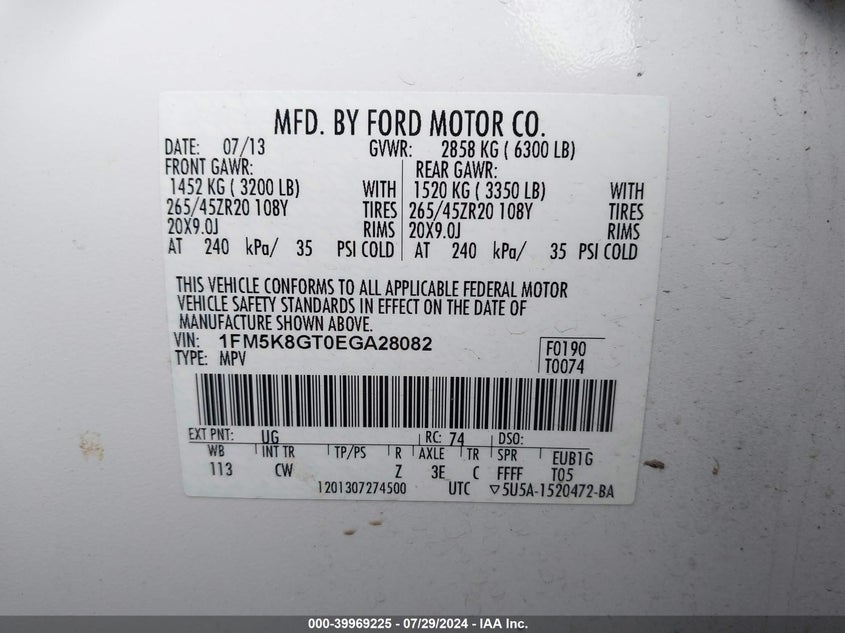 MFD. BY FORD MOTOR CO.
DATE: 07/13 GVWR: 2858 KG ( 6300 LB)
FRONT GAWR: REAR GAWR:
1452 KG ( 3200 LB) WITH 1520 KG ( 3350 LB) WITH
265/45ZR20 108Y TIRES 265/45ZR20 108Y TIRES
20X9.0J RIMS 20X9.0J RIMS
AT 240 kPa/ 35 PSI COLD AT 240 kPa/ 35 PSI COLD
THIS VEHICLE CONFORMS TO ALL APPLICABLE FEDERAL MOTOR
VEHICLE SAFETY STANDARDS IN EFFECT ON THE DATE OF
MANUFACTURE SHOWN ABOVE.
VIN: 1FM5K8GT0EGA28082 F0190
TYPE: MPV T0074
EXT PNT: UG RC: 74 DSO:
WB INT TR TP/PS R AXLE TR SPR EUB1G
113 CW Z 3E C FFFF T05
1201307274500 UTC ▽5U5A-1520472-BA
000-39969225 - 07/29/2024 - IAA Inc.